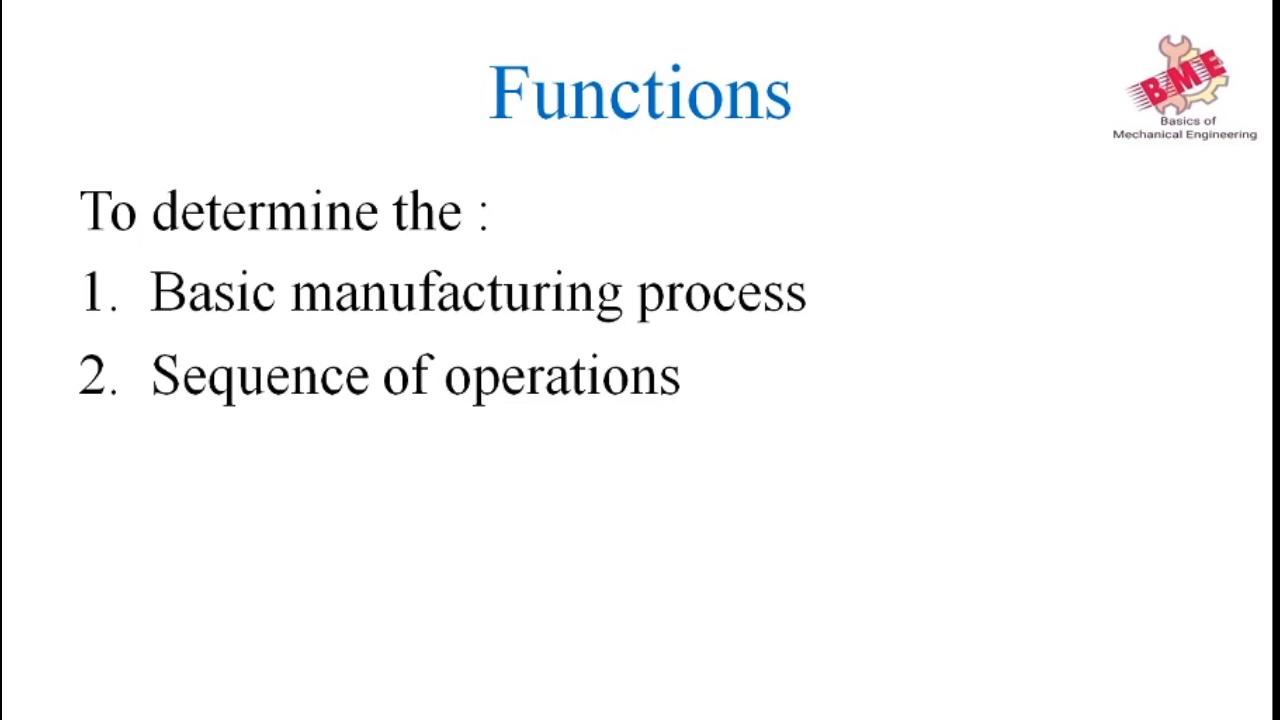 Functions
BME
Basics of
Mechanical Engineering
To determine the :
1. Basic manufacturing process
2. Sequence of operations